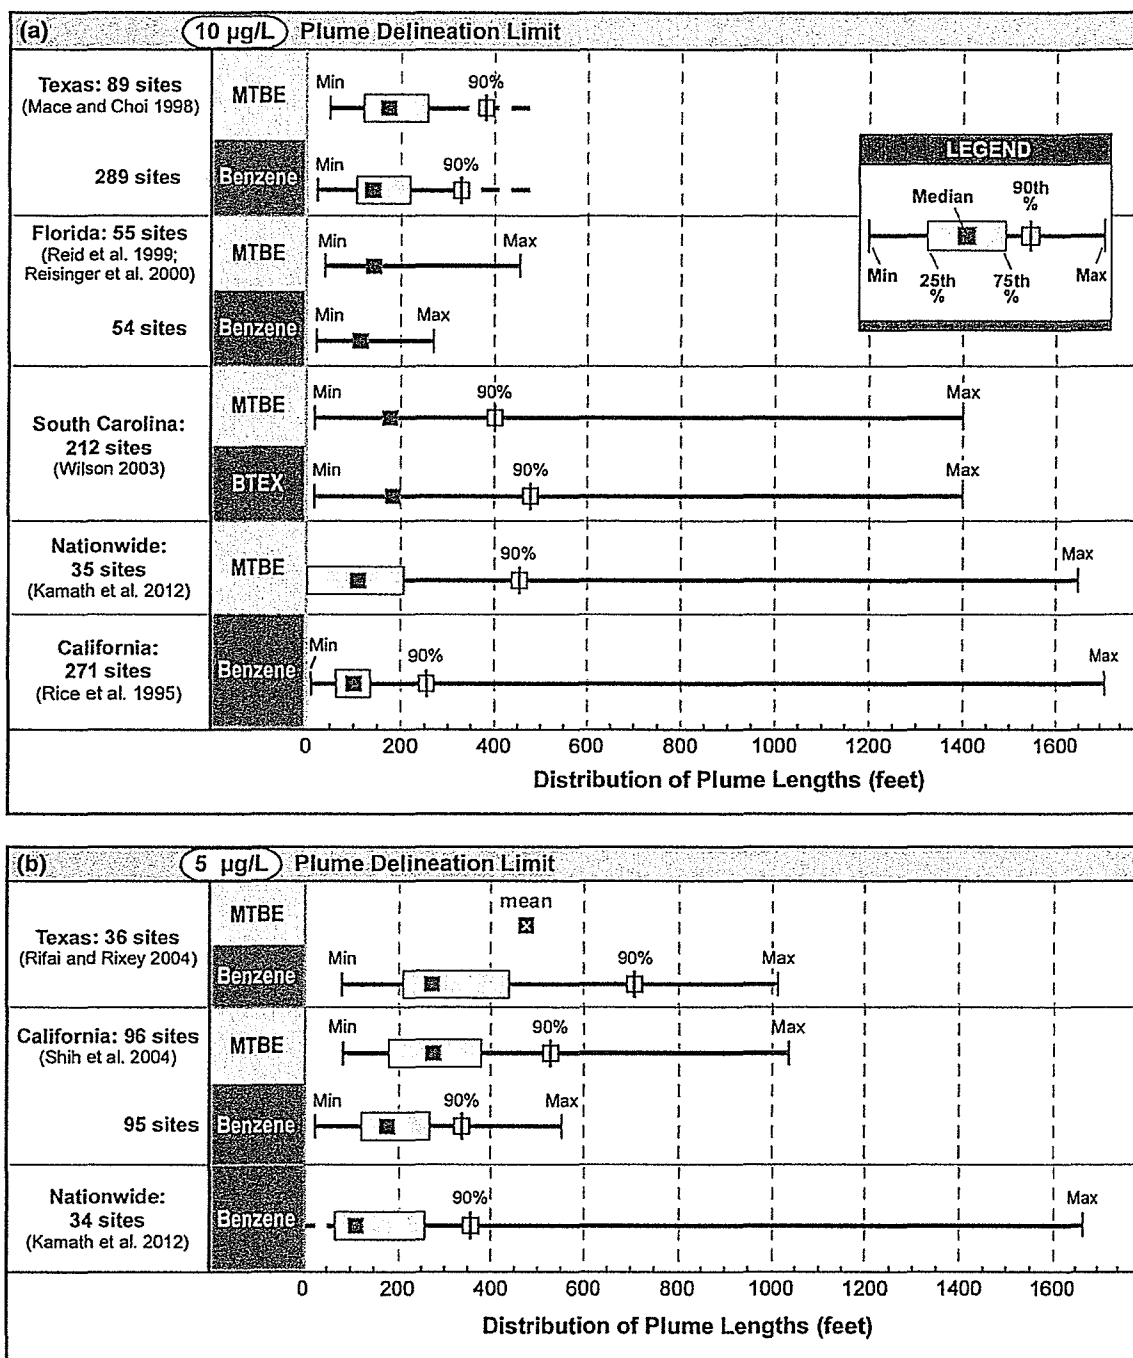 (a) 10 µg/L Plume Delineation Limit
Texas: 89 sites
(Mace and Choi 1998)
MTBE
Min
90%
289 sites
Benzene
Min
90%
Florida: 55 sites
(Reid et al. 1999;
Reisinger et al. 2000)
MTBE
Min
Max
54 sites
Benzene
Min
Max
LEGEND
Median
90th
%
Min
25th
%
75th
%
Max
South Carolina:
212 sites
(Wilson 2003)
MTBE
Min
90%
Max
BTEX
Min
90%
Max
Nationwide:
35 sites
(Kamath et al. 2012)
MTBE
90%
Max
California:
271 sites
(Rice et al. 1995)
Benzene
Min
90%
Max
0 200 400 600 800 1000 1200 1400 1600
Distribution of Plume Lengths (feet)
(b) 5 µg/L Plume Delineation Limit
Texas: 36 sites
(Rifai and Rixey 2004)
MTBE
mean
Benzene
Min
90%
Max
California: 96 sites
(Shih et al. 2004)
MTBE
Min
90%
Max
95 sites
Benzene
Min
90%
Max
Nationwide:
34 sites
(Kamath et al. 2012)
Benzene
90%
Max
0 200 400 600 800 1000 1200 1400 1600
Distribution of Plume Lengths (feet)